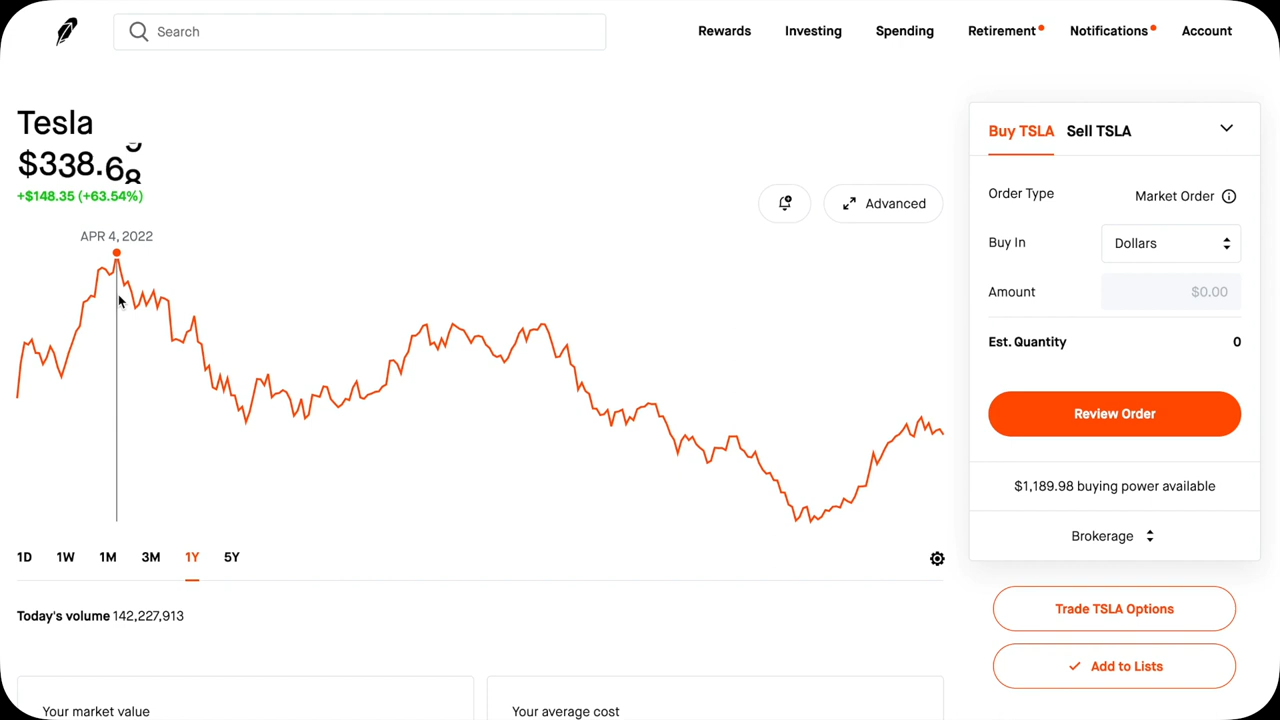 Search
Rewards
Investing
Spending
Retirement
Notifications
Account
Tesla
$338.6
+$148.35 (+63.54%)
Advanced
APR 4, 2022
1D
1W
1M
3M
1Y
5Y
Today's volume 142,227,913
Your market value
Your average cost
Buy TSLA
Sell TSLA
Order Type
Market Order
Buy In
Dollars
Amount
$0.00
Est. Quantity
0
Review Order
$1,189.98 buying power available
Brokerage
Trade TSLA Options
Add to Lists